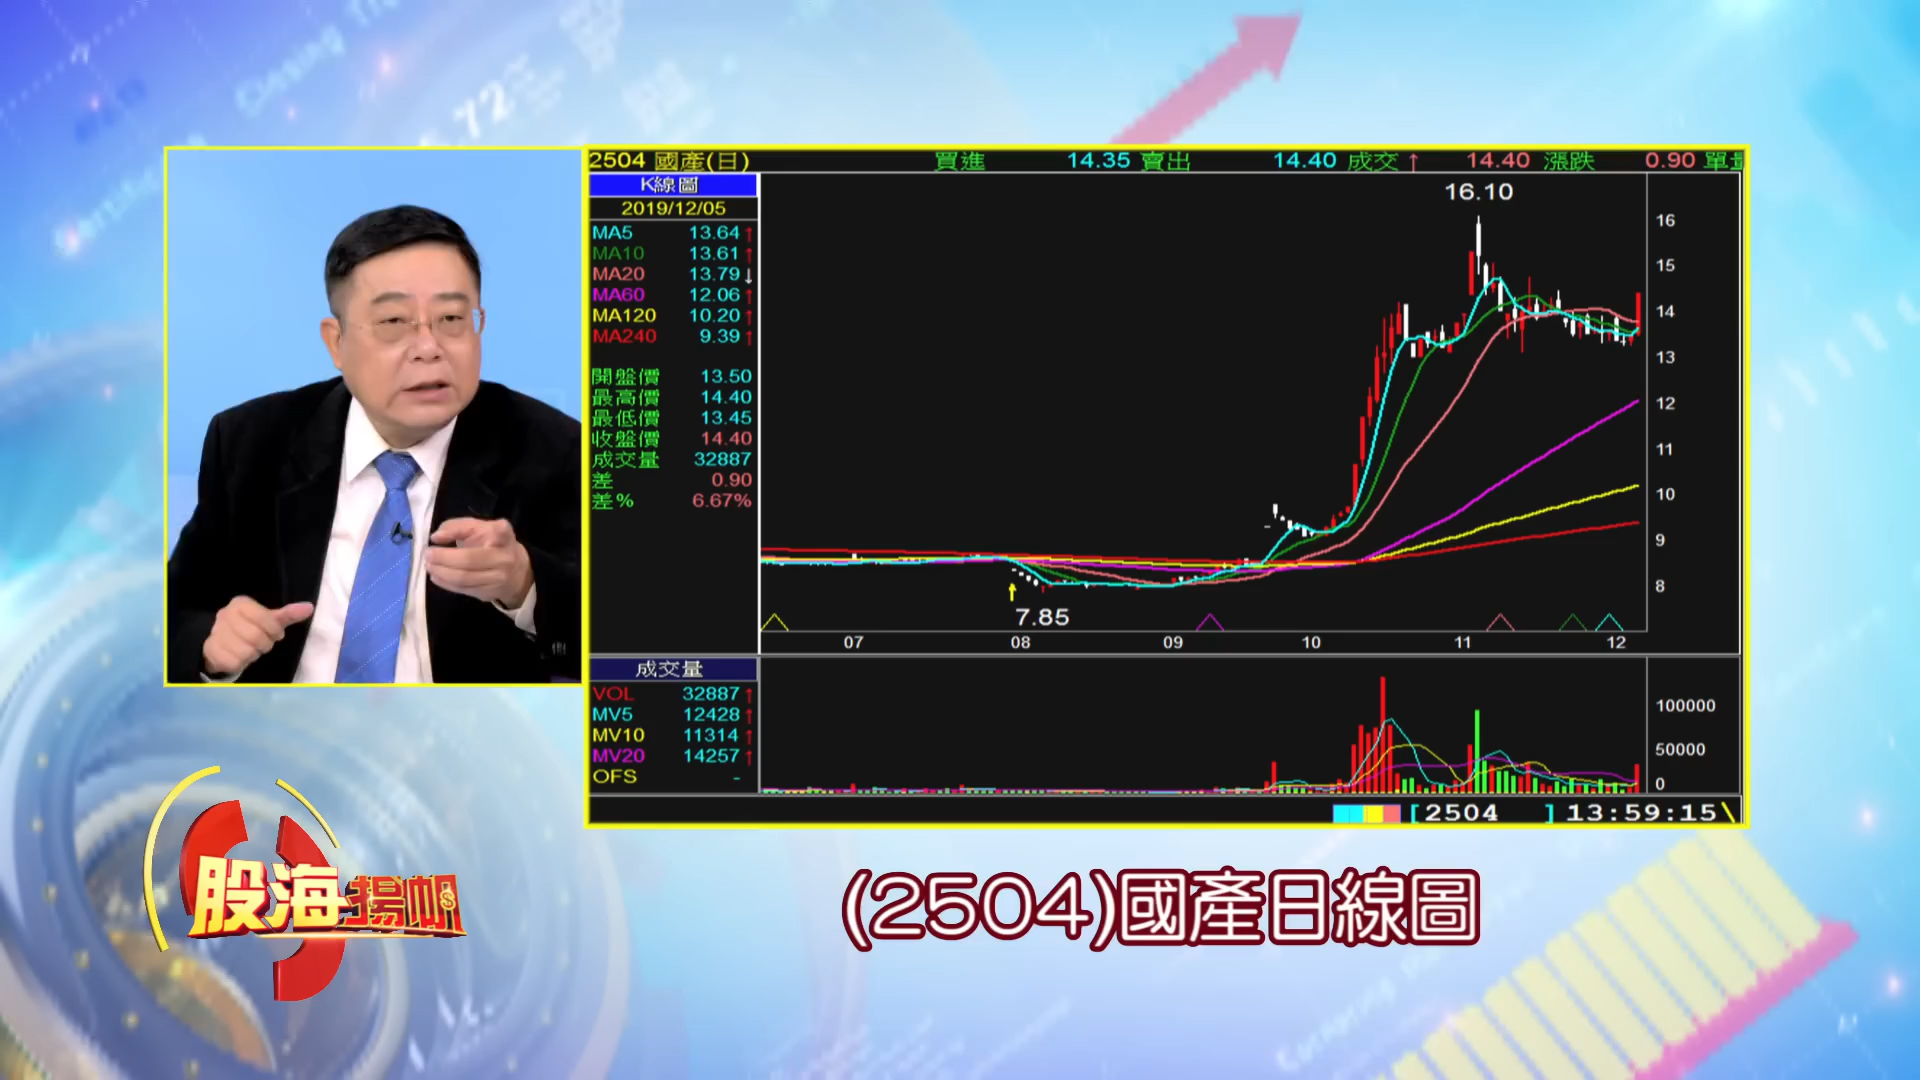 2504 國產(日) 買進 14.35 賣出 14.40 成交↑ 14.40 漲跌 0.90 單量
K線圖
2019/12/05
MA5 13.64↑
MA10 13.61↑
MA20 13.79↓
MA60 12.06↑
MA120 10.20↑
MA240 9.39↑
開盤價 13.50
最高價 14.40
最低價 13.45
收盤價 14.40
成交量 32887
差 0.90
差% 6.67%
16.10
7.85
16
15
14
13
12
11
10
9
8
07 08 09 10 11 12
成交量
VOL 32887↑
MV5 12428↑
MV10 11314↑
MV20 14257↑
OFS -
100000
50000
0
[2504 ] 13:59:15\
股海揚帆
$
(2504)國產日線圖